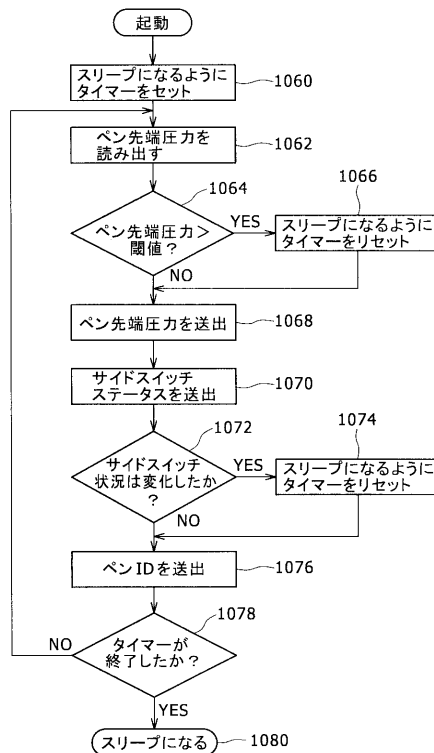 起動
スリープになるように
タイマーをセット
1060
ペン先端圧力を
読み出す
1062
1064
ペン先端圧力＞
閾値？
YES
NO
1066
スリープになるように
タイマーをリセット
ペン先端圧力を送出
1068
サイドスイッチ
ステータスを送出
1070
1072
サイドスイッチ
状況は変化したか
？
YES
NO
1074
スリープになるように
タイマーをリセット
ペンIDを送出
1076
1078
タイマーが
終了したか？
NO
YES
スリープになる
1080